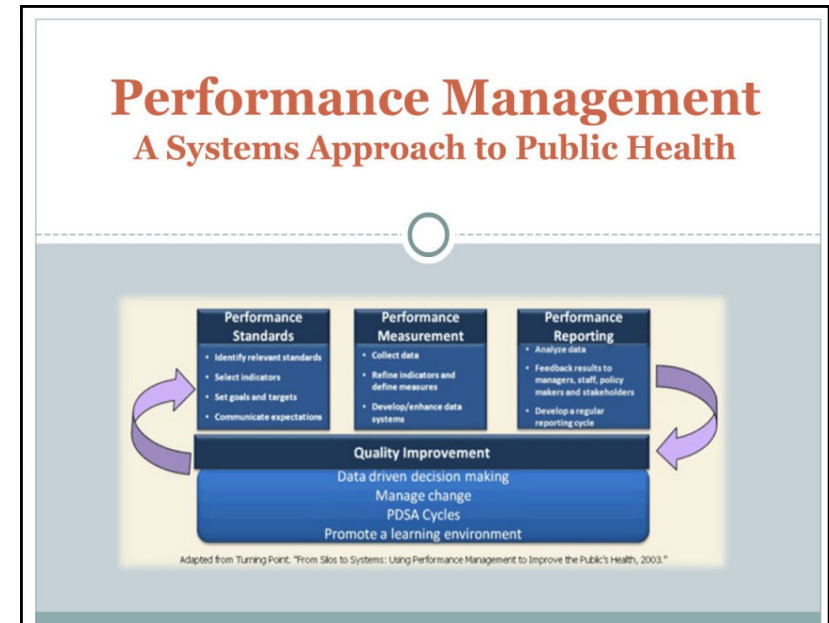 Performance Management
A Systems Approach to Public Health
Performance
Standards
• Identify relevant standards
• Select indicators
• Set goals and targets
• Communicate expectations
Performance
Measurement
• Collect data
• Refine indicators and
define measures
• Develop/enhance data
systems
Performance
Reporting
• Analyze data
• Feedback results to
managers, staff, policy
makers and stakeholders
• Develop a regular
reporting cycle
Quality Improvement
Data driven decision making
Manage change
PDSA Cycles
Promote a learning environment
Adapted from Turning Point. "From Silos to Systems: Using Performance Management to Improve the Public's Health, 2003."